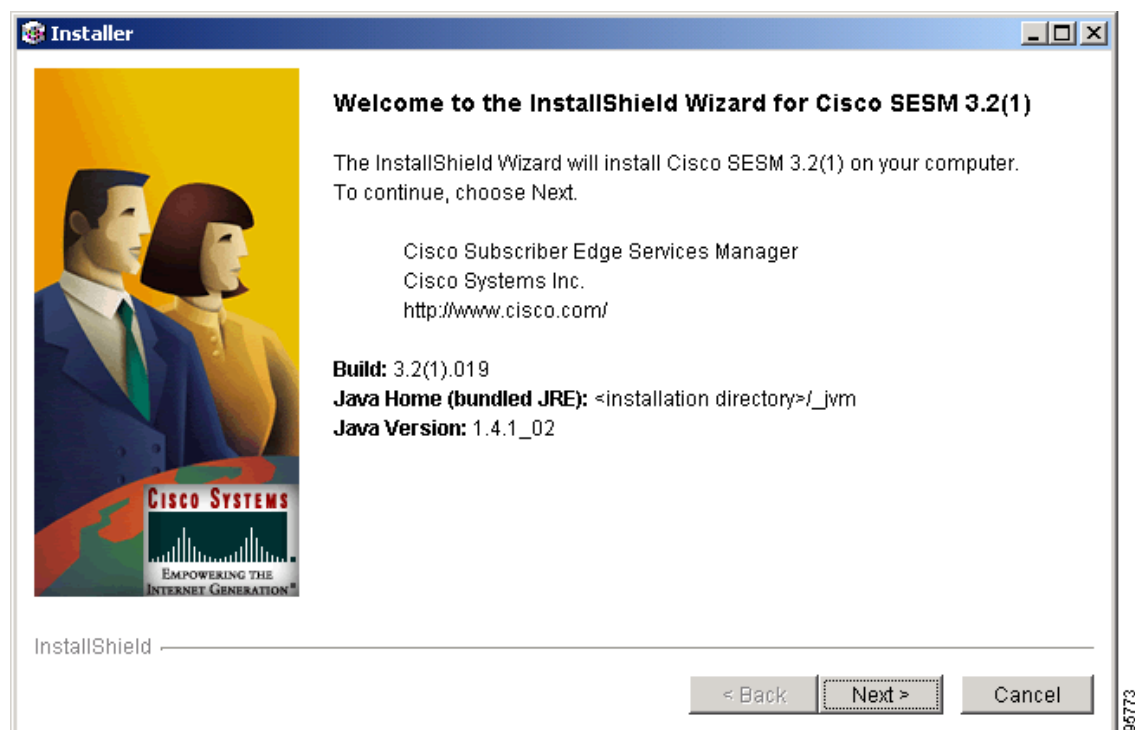 Installer
Welcome to the InstallShield Wizard for Cisco SESM 3.2(1)
The InstallShield Wizard will install Cisco SESM 3.2(1) on your computer.
To continue, choose Next.
Cisco Subscriber Edge Services Manager
Cisco Systems Inc.
http://www.cisco.com/
Build: 3.2(1).019
Java Home (bundled JRE): <installation directory>/_jvm
Java Version: 1.4.1_02
CISCO SYSTEMS
EMPOWERING THE
INTERNET GENERATION
InstallShield
< Back
Next >
Cancel
95773